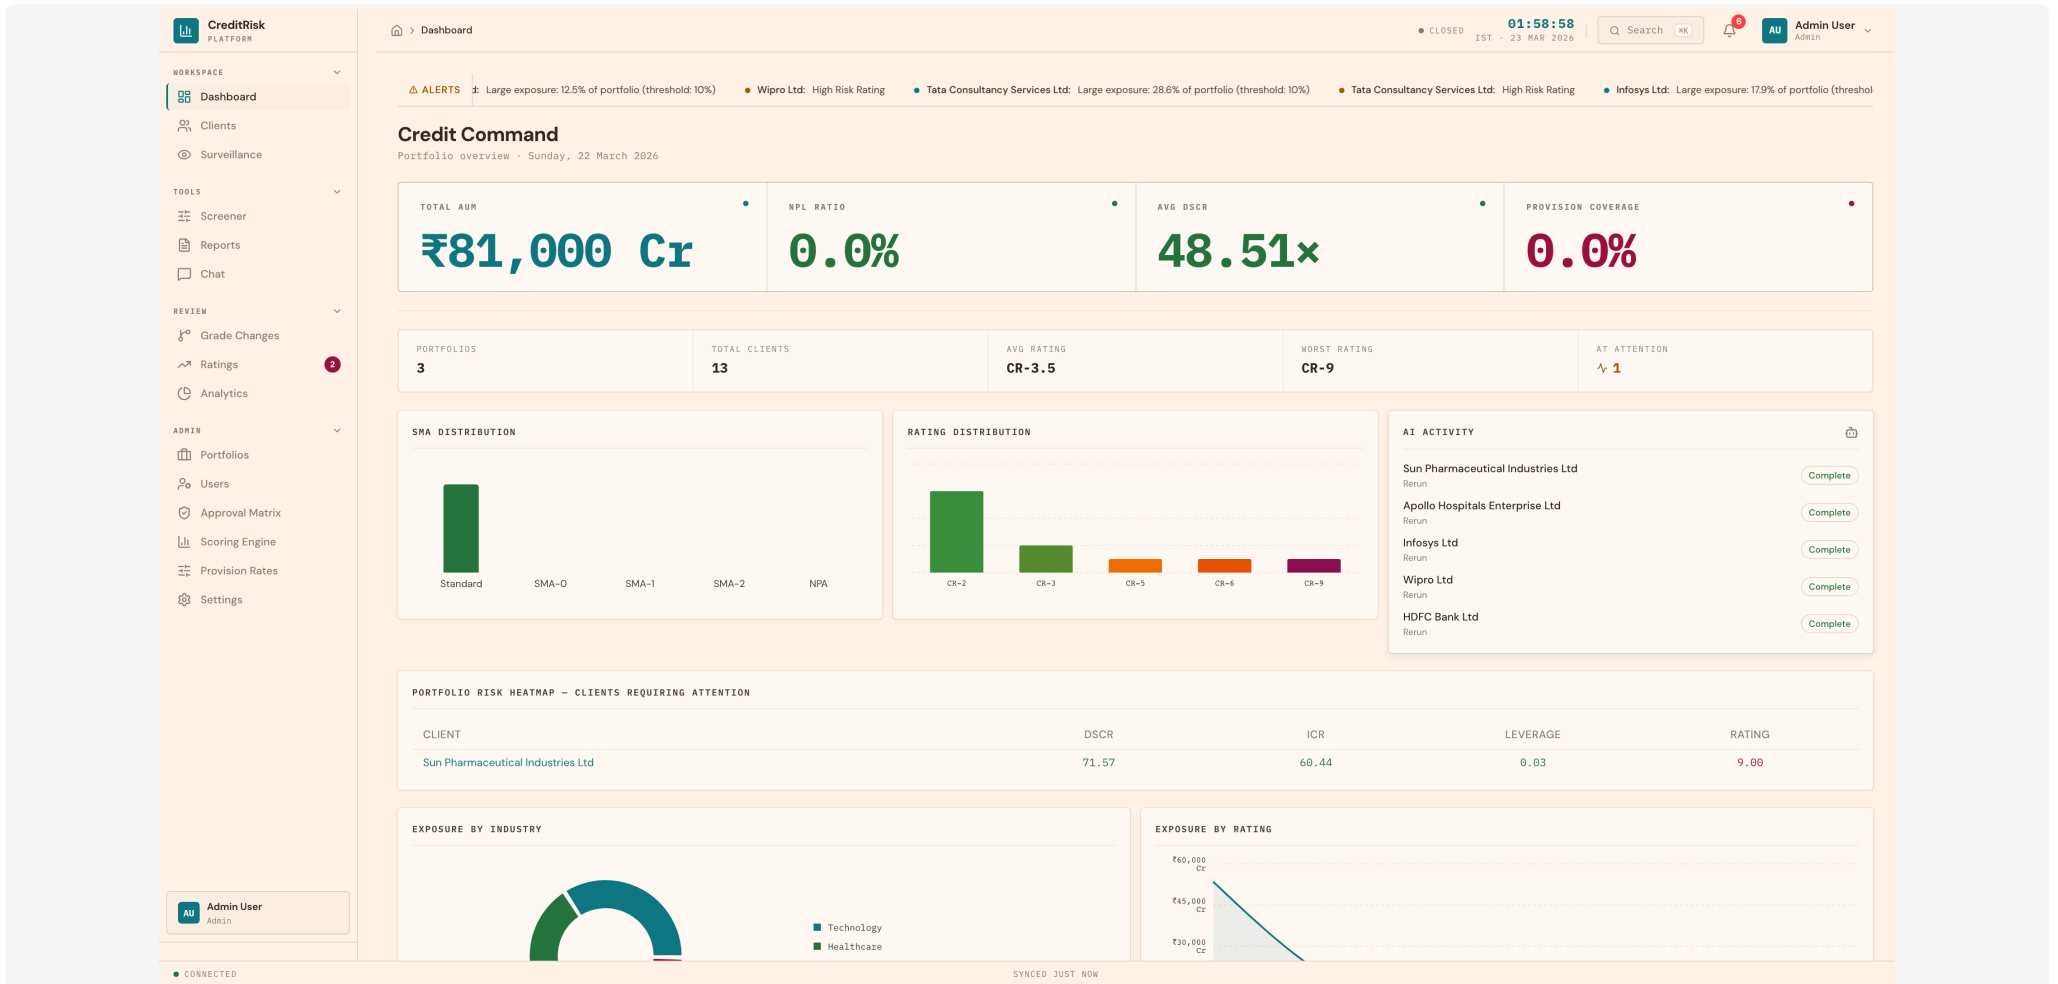 CreditRisk
PLATFORM
WORKSPACE
Dashboard
Clients
Surveillance
TOOLS
Screener
Reports
Chat
REVIEW
Grade Changes
Ratings 2
Analytics
ADMIN
Portfolios
Users
Approval Matrix
Scoring Engine
Provision Rates
Settings
AU Admin User
Admin
Dashboard
CLOSED 01:58:58
IST · 23 MAR 2026
Search ⌘K
6
AU Admin User
Admin
ALERTS d: Large exposure: 12.5% of portfolio (threshold: 10%) Wipro Ltd: High Risk Rating Tata Consultancy Services Ltd: Large exposure: 28.6% of portfolio (threshold: 10%) Tata Consultancy Services Ltd: High Risk Rating Infosys Ltd: Large exposure: 17.9% of portfolio (threshol
Credit Command
Portfolio overview · Sunday, 22 March 2026
TOTAL AUM
₹81,000 Cr
NPL RATIO
0.0%
AVG DSCR
48.51×
PROVISION COVERAGE
0.0%
PORTFOLIOS
3
TOTAL CLIENTS
13
AVG RATING
CR-3.5
WORST RATING
CR-9
AT ATTENTION
1
SMA DISTRIBUTION
Standard SMA-0 SMA-1 SMA-2 NPA
RATING DISTRIBUTION
CR-2 CR-3 CR-5 CR-6 CR-9
AI ACTIVITY
Sun Pharmaceutical Industries Ltd
Rerun
Complete
Apollo Hospitals Enterprise Ltd
Rerun
Complete
Infosys Ltd
Rerun
Complete
Wipro Ltd
Rerun
Complete
HDFC Bank Ltd
Rerun
Complete
PORTFOLIO RISK HEATMAP — CLIENTS REQUIRING ATTENTION
CLIENT DSCR ICR LEVERAGE RATING
Sun Pharmaceutical Industries Ltd 71.57 60.44 0.03 9.00
EXPOSURE BY INDUSTRY
Technology
Healthcare
EXPOSURE BY RATING
₹60,000
Cr
₹45,000
Cr
₹30,000
Cr
CONNECTED
SYNCED JUST NOW